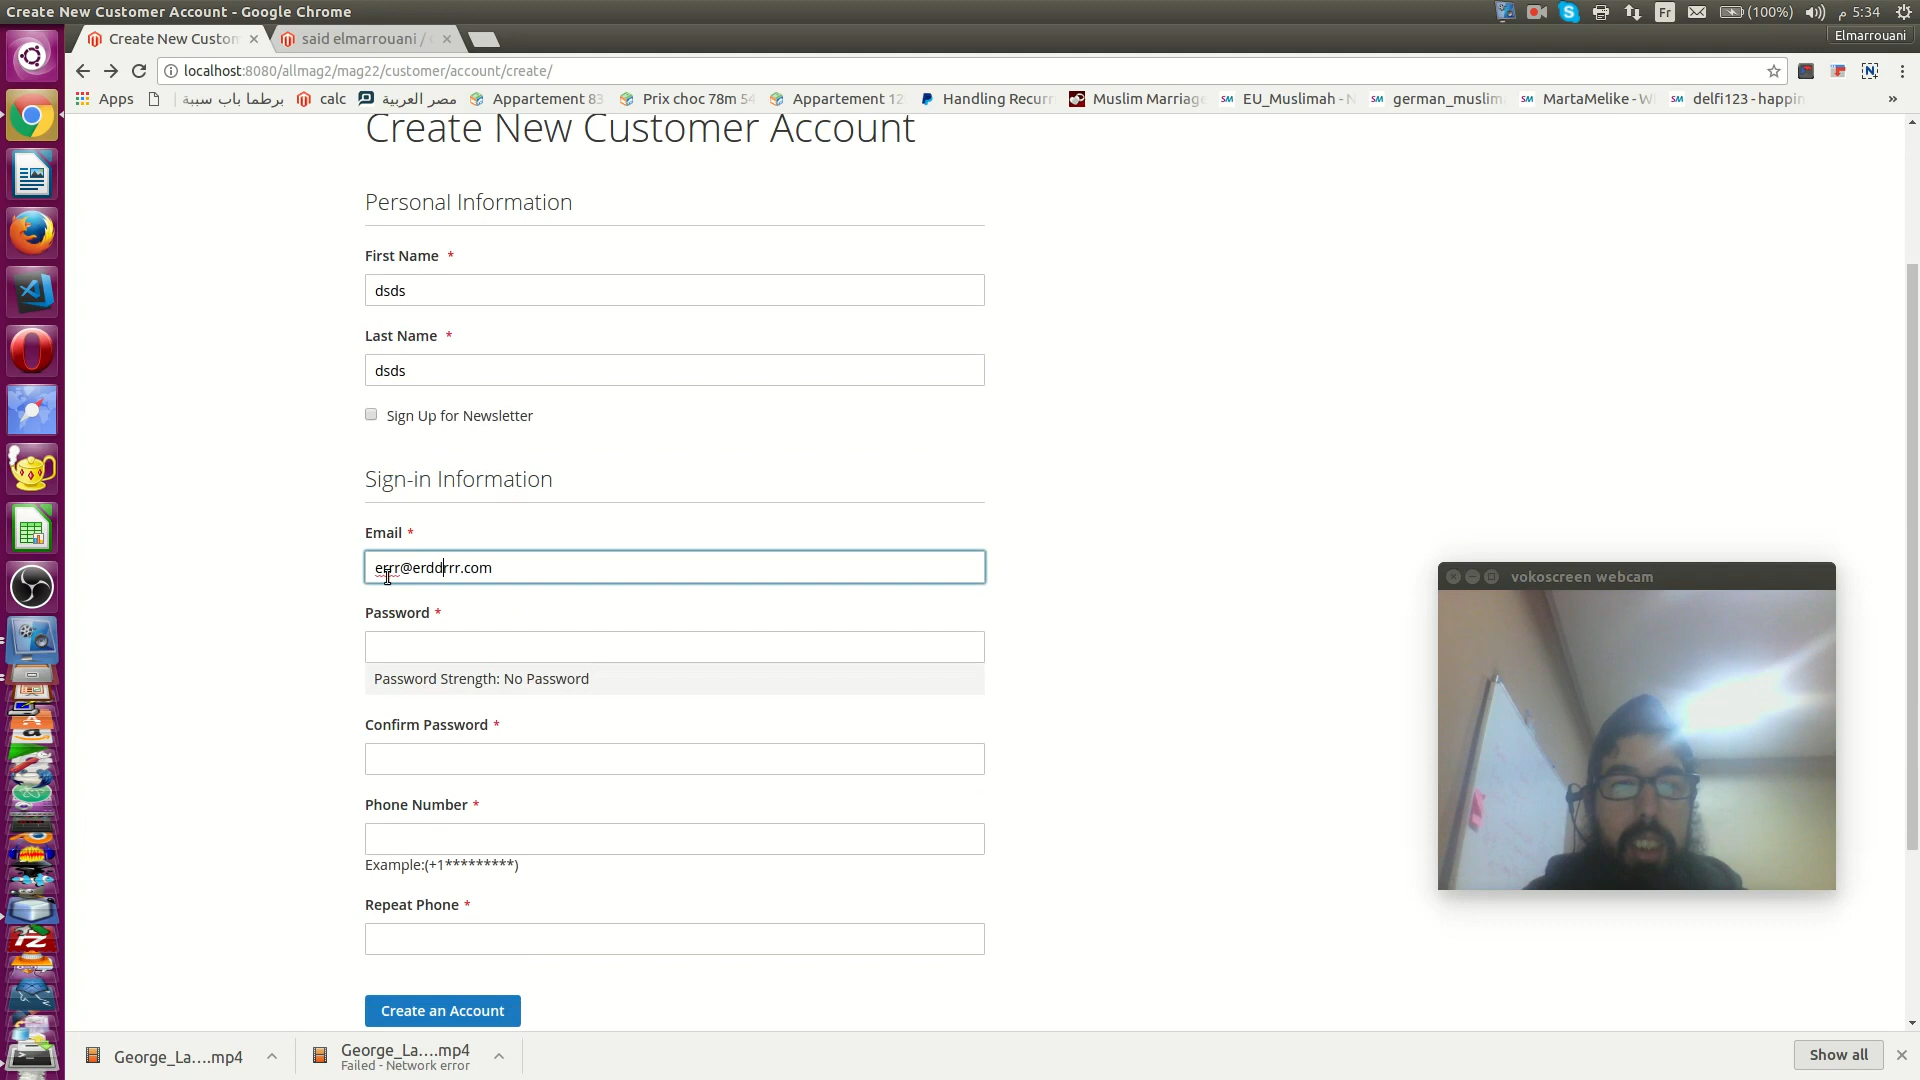 Create New Customer Account - Google Chrome
Fr
(100%)
5:34 م
Create New Custom
said elmarrouani /
Elmarrouani
localhost:8080/allmag2/mag22/customer/account/create/
Apps
برطما باب سببة
calc
مصر العربية
Appartement 83
Prix choc 78m 54
Appartement 12
Handling Recurr
Muslim Marriage
EU_Muslimah - N
german_muslim
MartaMelike - W
delfi123 - happin
»
Create New Customer Account
Personal Information
First Name *
dsds
Last Name *
dsds
Sign Up for Newsletter
Sign-in Information
Email *
errr@erddrrr.com
Password *
Password Strength: No Password
Confirm Password *
Phone Number *
Example:(+1*********)
Repeat Phone *
Create an Account
vokoscreen webcam
George_La....mp4
George_La....mp4
Failed - Network error
Show all